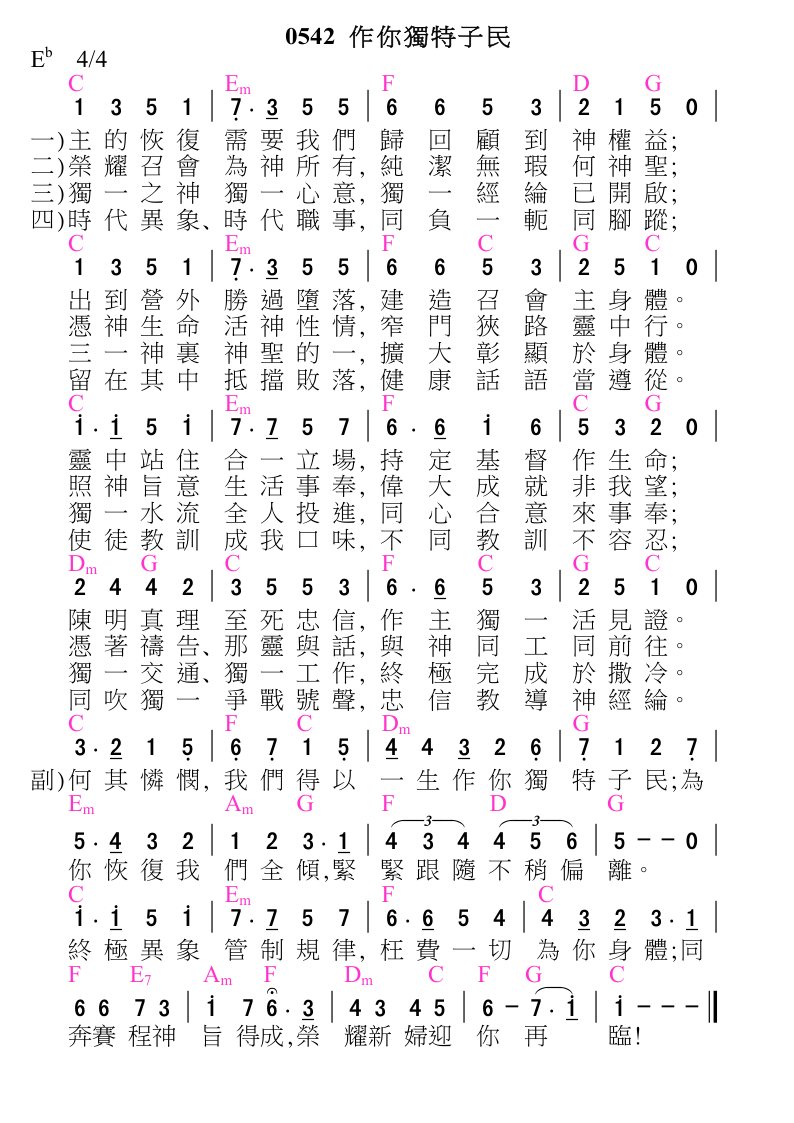 0542 作你獨特子民
E♭ 4/4
C Em F D G
1 3 5 1 | 7̣ · 3 5 5 | 6 6 5 3 | 2 1 5 0 |
一)主的恢復 需要我們 歸回顧到 神權益;
二)榮耀召會 為神所有, 純潔無瑕 何神聖;
三)獨一之神 獨一心意, 獨一經綸 已開啟;
四)時代異象、時代職事, 同負一軛 同腳蹤;
C Em F C G C
1 3 5 1 | 7̣ · 3 5 5 | 6 6 5 3 | 2 5 1 0 |
出到營外 勝過墮落, 建造召會 主身體。
憑神生命 活神性情, 窄門狹路 靈中行。
三一神裏 神聖的一, 擴大彰顯 於身體。
留在其中 抵擋敗落, 健康話語 當遵從。
C Em F C G
i · i 5 i | 7 · 7 5 7 | 6 · 6 i 6 | 5 3 2 0 |
靈中站住 合一立場, 持定基督 作生命;
照神旨意 生活事奉, 偉大成就 非我望;
獨一水流 全人投進, 同心合意 來事奉;
使徒教訓 成我口味, 不同教訓 不容忍;
Dm G C F C G C
2 4 4 2 | 3 5 5 3 | 6 · 6 5 3 | 2 5 1 0 |
陳明真理 至死忠信, 作主獨一 活見證。
憑著禱告、那靈與話, 與神同工 同前往。
獨一交通、獨一工作, 終極完成 於撒冷。
同吹獨一 爭戰號聲, 忠信教導 神經綸。
C F C Dm G
3 · 2 1 5̣ | 6̣ 7̣ 1 5̣ | 4 4 3 2 6̣ | 7̣ 1 2 7̣ |
副)何其憐憫, 我們得以 一生作你獨 特子民;為
Em Am G F D G
5 · 4 3 2 | 1 2 3 · 1 | 3 4 3 4 3 4 5 6 | 5 – – 0 |
你恢復我 們全傾,緊 緊跟隨不稍偏 離。
C Em F C
i · i 5 i | 7 · 7 5 7 | 6 · 6 5 4 | 4 3 2 3 · 1 |
終極異象 管制規律, 枉費一切 為你身體;同
F E7 Am F Dm C F G C
6 6 7 3 | i 7 6 · 3 | 4 3 4 5 | 6 – 7 · i | i – – – ‖
奔賽程神 旨得成,榮 耀新婦迎 你再 臨!